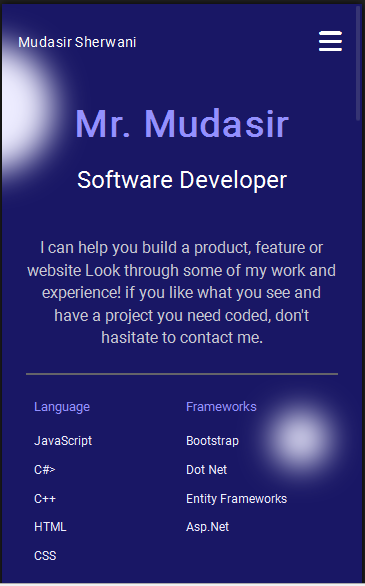 Mudasir Sherwani
Mr. Mudasir
Software Developer
I can help you build a product, feature or
website Look through some of my work and
experience! if you like what you see and
have a project you need coded, don't
hasitate to contact me.
Language
Frameworks
JavaScript
Bootstrap
C#>
Dot Net
C++
Entity Frameworks
HTML
Asp.Net
CSS